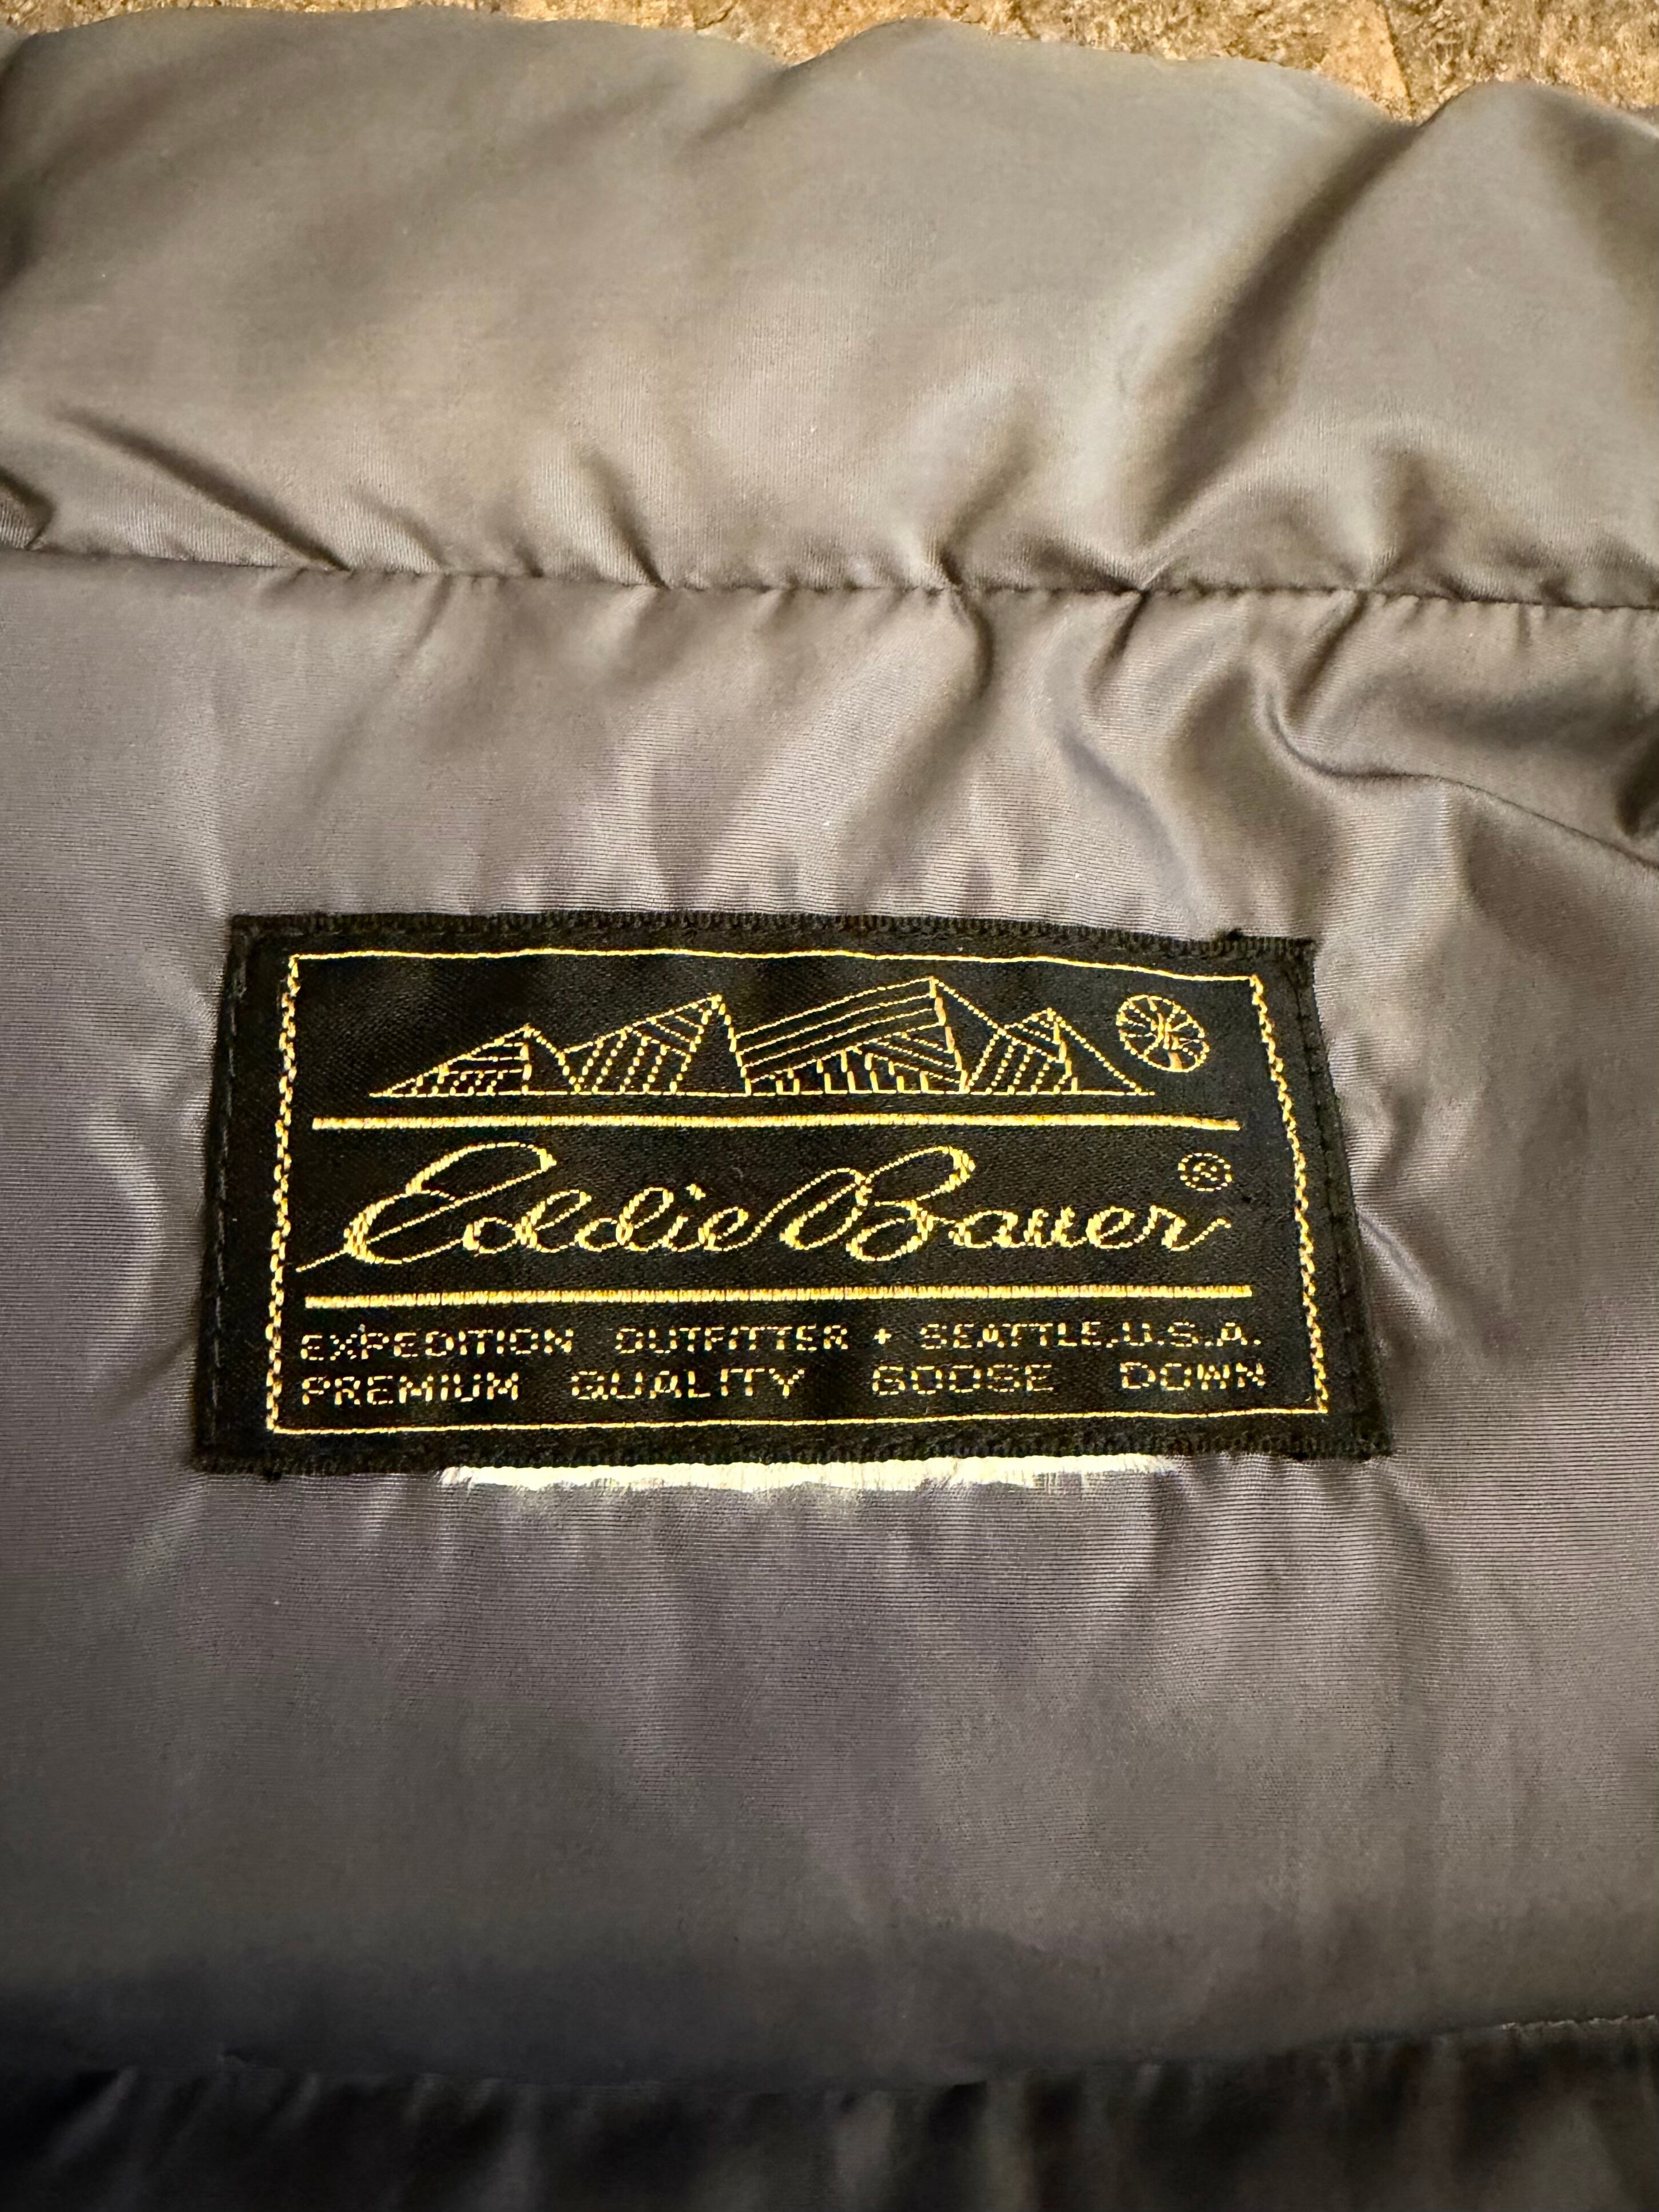 Eddie Bauer ®
EXPEDITION OUTFITTER + SEATTLE, U.S.A.
PREMIUM QUALITY GOOSE DOWN